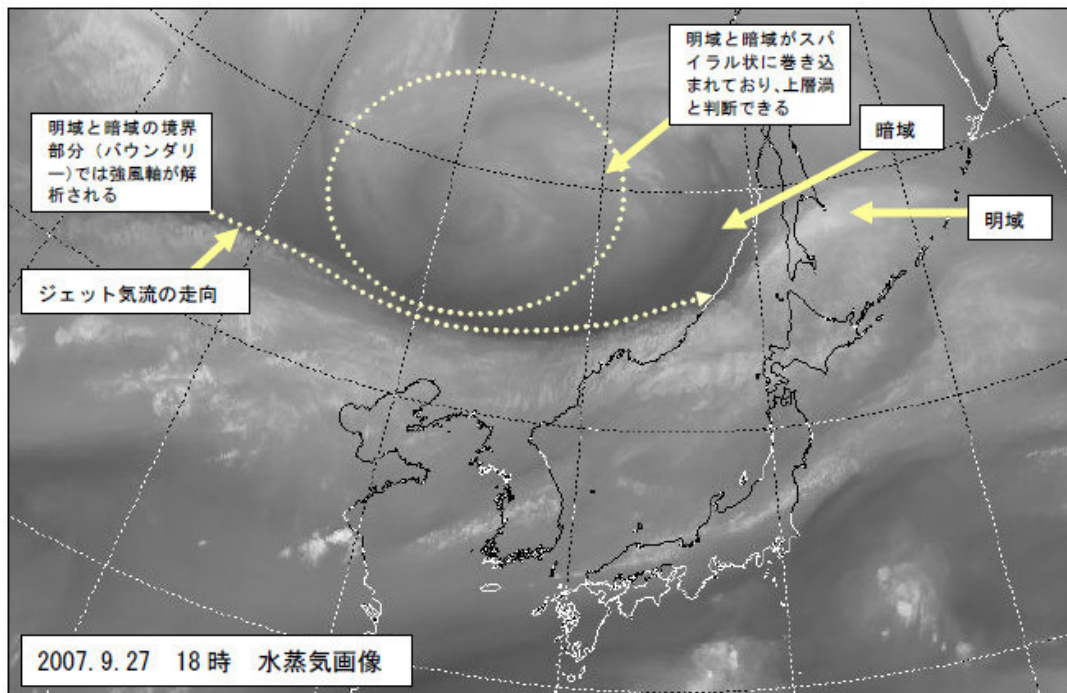 明域と暗域がスパ
イラル状に巻き込
まれており、上層渦
と判断できる
暗域
明域と暗域の境界
部分（バウンダリ
ー）では強風軸が解
析される
明域
ジェット気流の走向
2007.9.27　18時　水蒸気画像